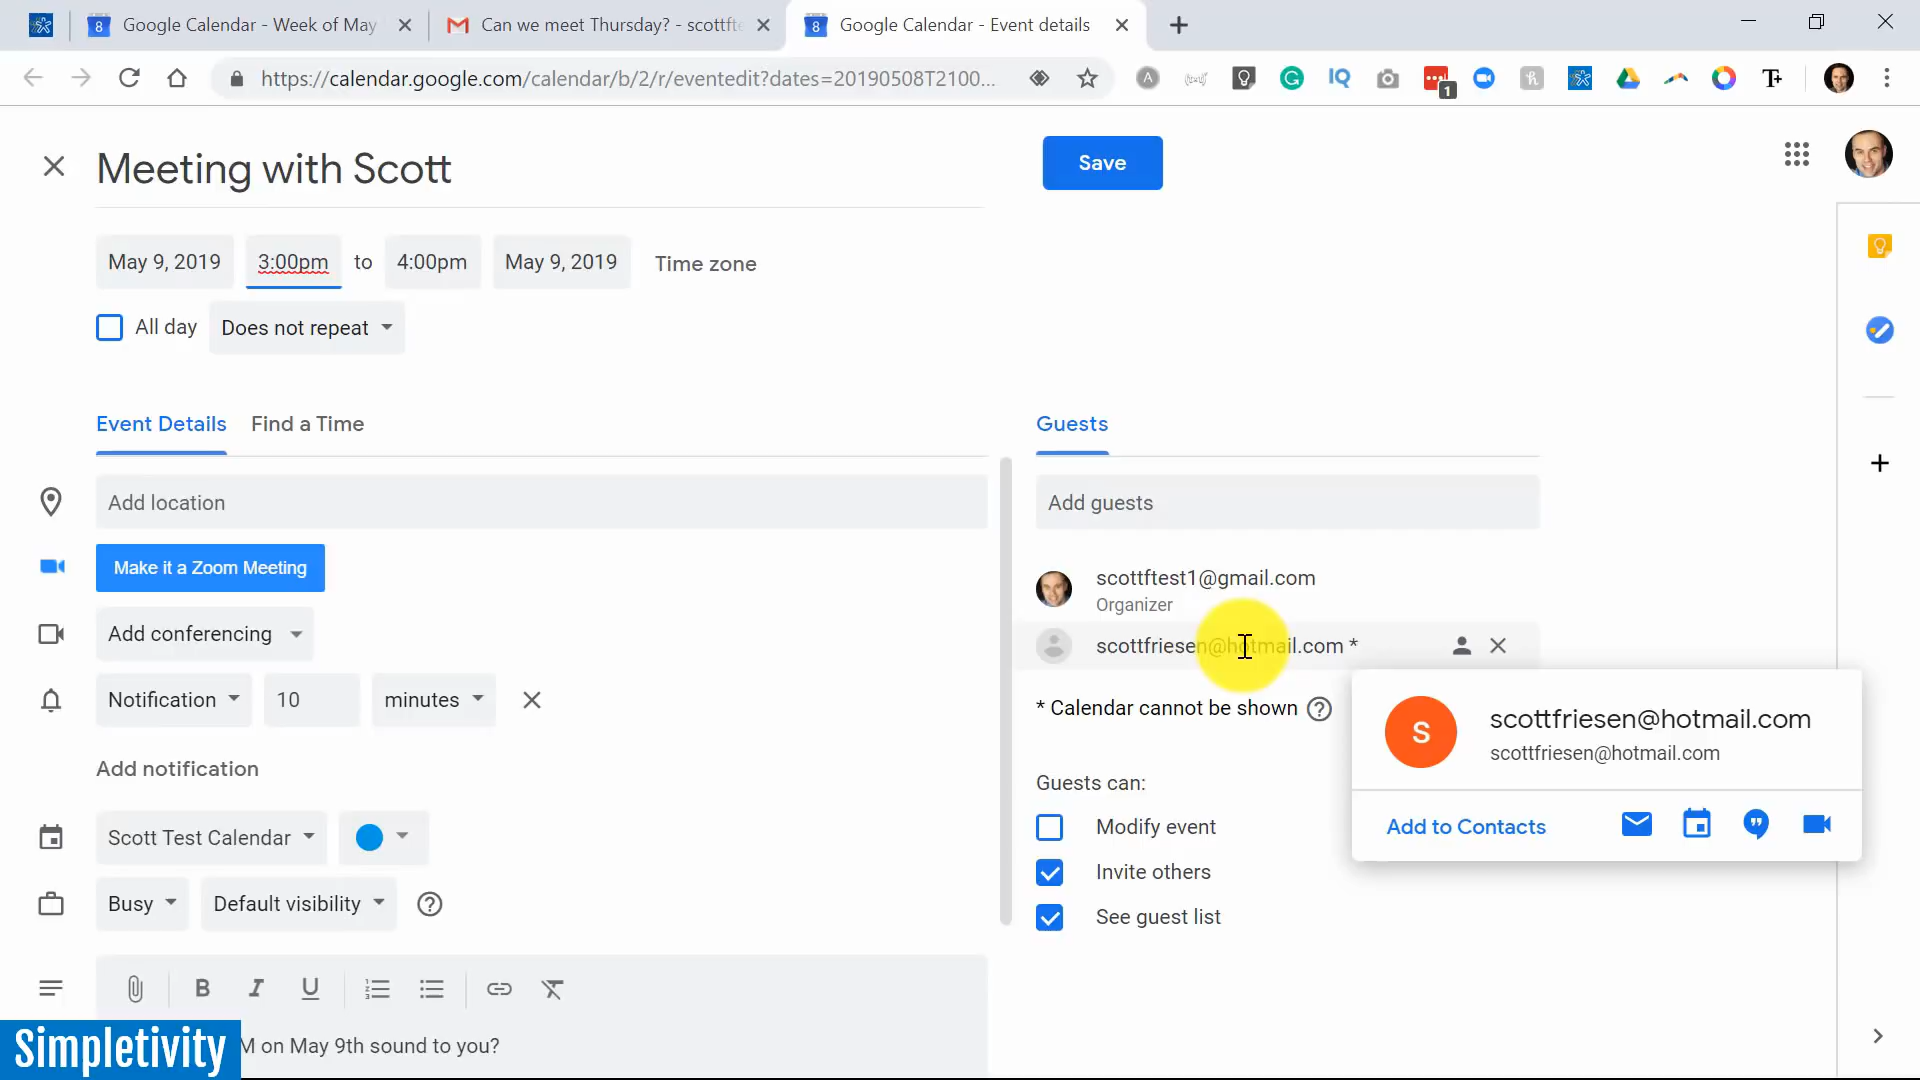 Google Calendar - Week of May
Can we meet Thursday? - scottfte
Google Calendar - Event details
https://calendar.google.com/calendar/b/2/r/eventedit?dates=20190508T2100...
Meeting with Scott
Save
May 9, 2019
3:00pm
to
4:00pm
May 9, 2019
Time zone
All day
Does not repeat
Event Details
Find a Time
Guests
Add location
Add guests
Make it a Zoom Meeting
scottftest1@gmail.com
Organizer
Add conferencing
scottfriesen@hotmail.com *
Notification
10
minutes
* Calendar cannot be shown
S
scottfriesen@hotmail.com
scottfriesen@hotmail.com
Add notification
Guests can:
Add to Contacts
Scott Test Calendar
Modify event
Invite others
Busy
Default visibility
See guest list
B
I
U
Simpletivity
M on May 9th sound to you?